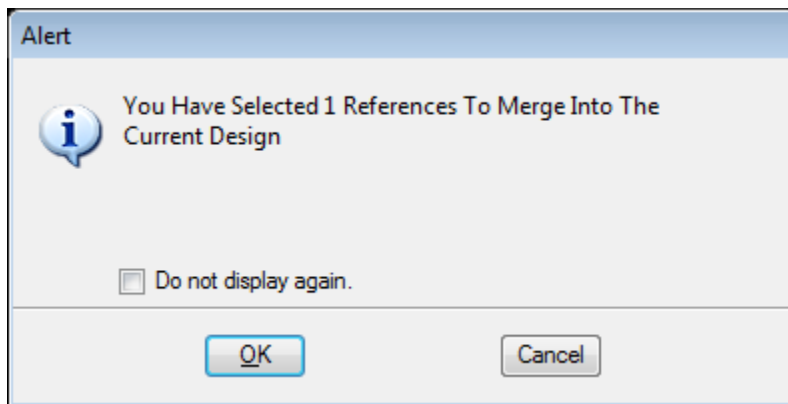 Alert
You Have Selected 1 References To Merge Into The
Current Design
Do not display again.
OK
Cancel